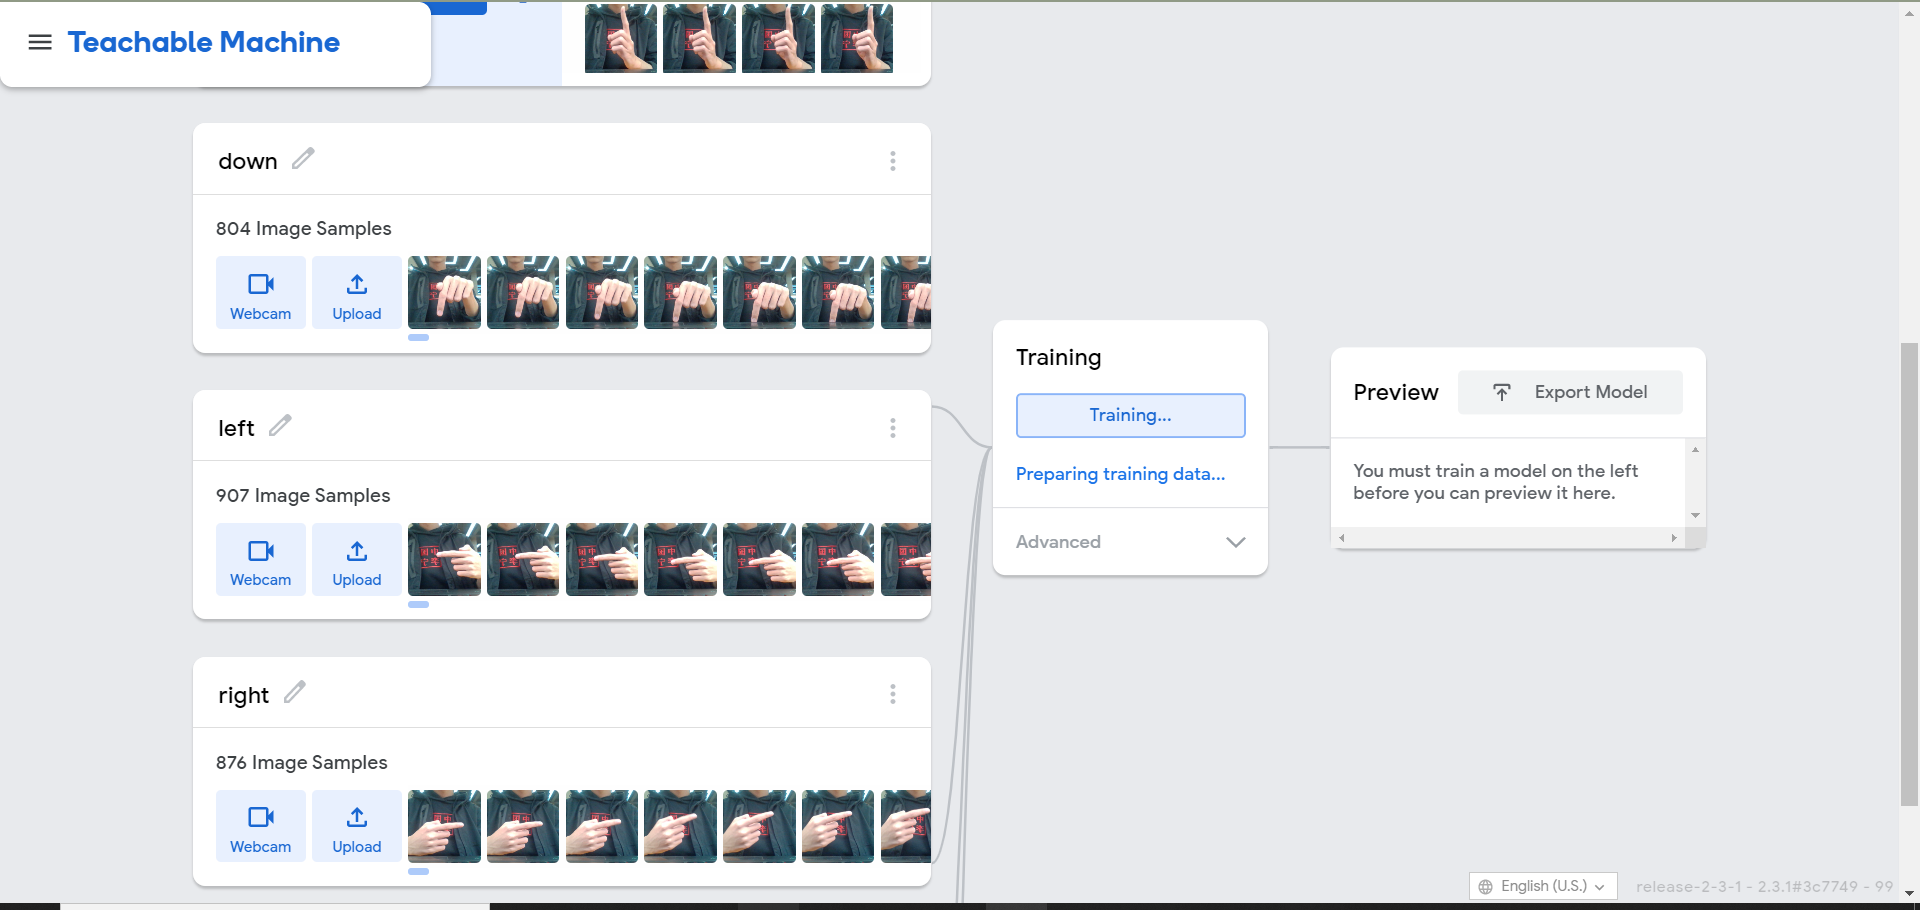 Teachable Machine
down
804 Image Samples
Webcam
Upload
left
907 Image Samples
Webcam
Upload
right
876 Image Samples
Webcam
Upload
Training
Training...
Preparing training data...
Advanced
Preview
Export Model
You must train a model on the left
before you can preview it here.
English (U.S.)
release-2-3-1 - 2.3.1#3c7749 - 99